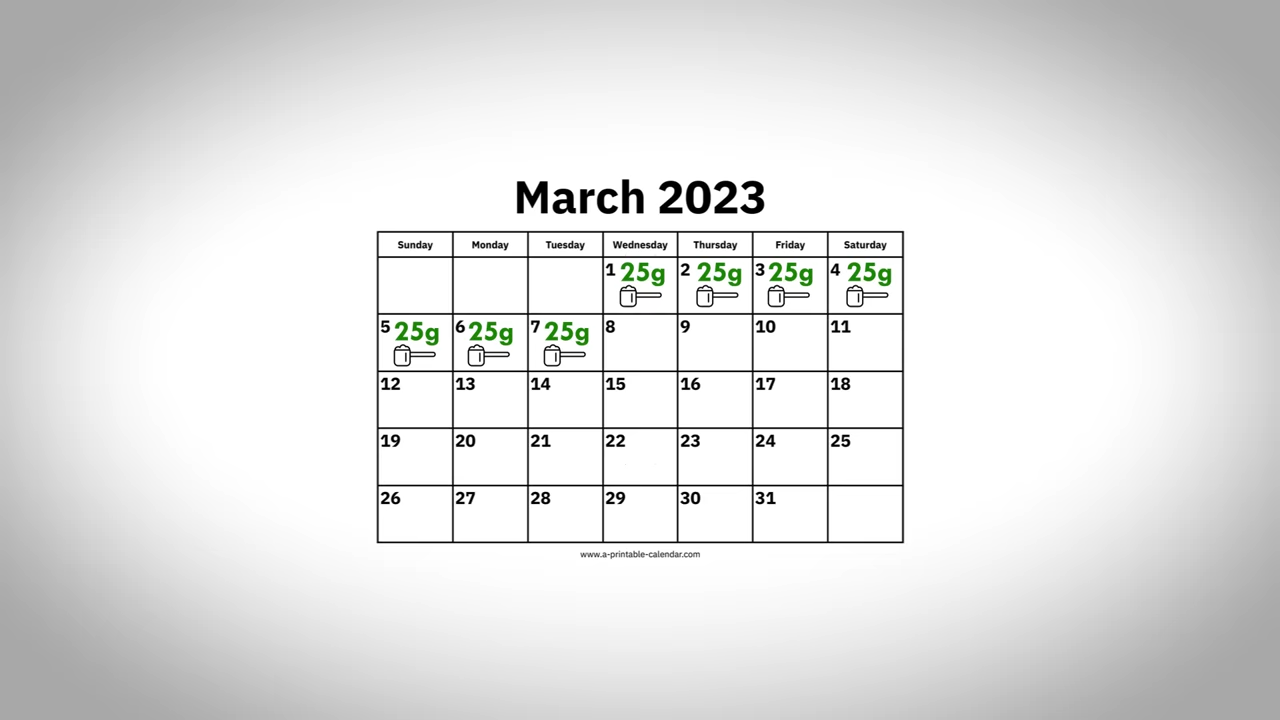 March 2023
Sunday Monday Tuesday Wednesday Thursday Friday Saturday
1 25g 2 25g 3 25g 4 25g
5 25g 6 25g 7 25g 8 9 10 11
12 13 14 15 16 17 18
19 20 21 22 23 24 25
26 27 28 29 30 31
www.a-printable-calendar.com